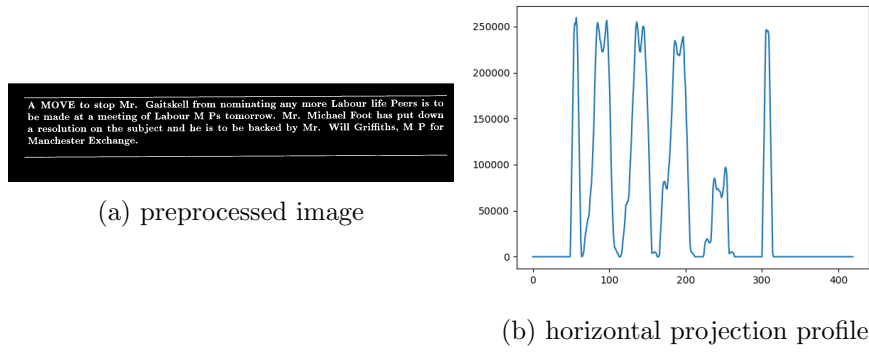 A MOVE to stop Mr. Gaitskell from nominating any more Labour life Peers is to
be made at a meeting of Labour M Ps tomorrow. Mr. Michael Foot has put down
a resolution on the subject and he is to be backed by Mr. Will Griffiths, M P for
Manchester Exchange.
(a) preprocessed image
250000
200000
150000
100000
50000
0
0 100 200 300 400
(b) horizontal projection profile